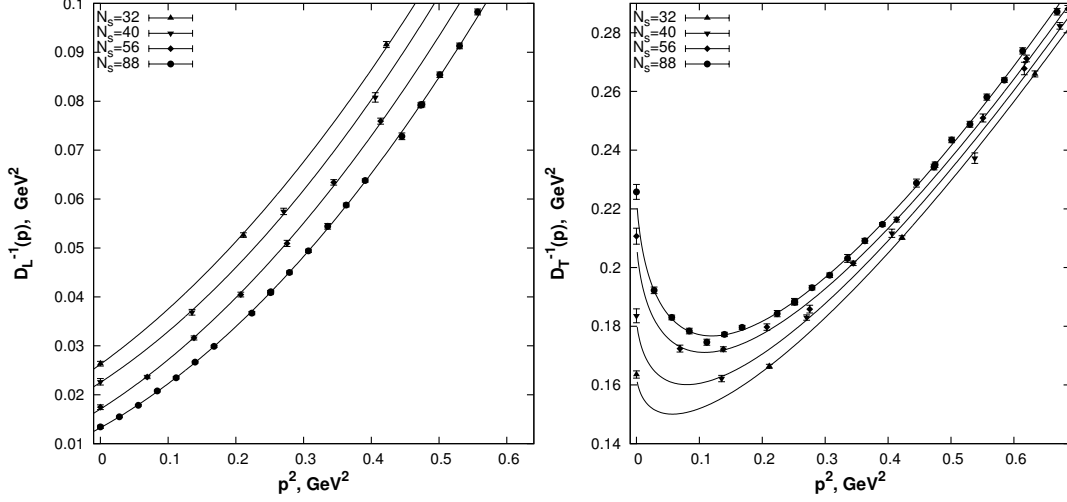 D_L^-1(p), GeV^2
0.1
0.09
0.08
0.07
0.06
0.05
0.04
0.03
0.02
0.01
N_s=32
N_s=40
N_s=56
N_s=88
0 0.1 0.2 0.3 0.4 0.5 0.6
p^2, GeV^2
D_T^-1(p), GeV^2
0.28
0.26
0.24
0.22
0.2
0.18
0.16
0.14
N_s=32
N_s=40
N_s=56
N_s=88
0 0.1 0.2 0.3 0.4 0.5 0.6
p^2, GeV^2